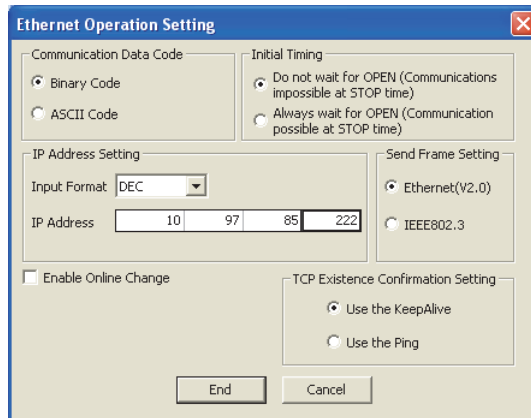 Ethernet Operation Setting
Communication Data Code
Binary Code
ASCII Code
Initial Timing
Do not wait for OPEN (Communications
impossible at STOP time)
Always wait for OPEN (Communication
possible at STOP time)
IP Address Setting
Input Format DEC
IP Address 10 97 85 222
Send Frame Setting
Ethernet(V2.0)
IEEE802.3
Enable Online Change
TCP Existence Confirmation Setting
Use the KeepAlive
Use the Ping
End Cancel